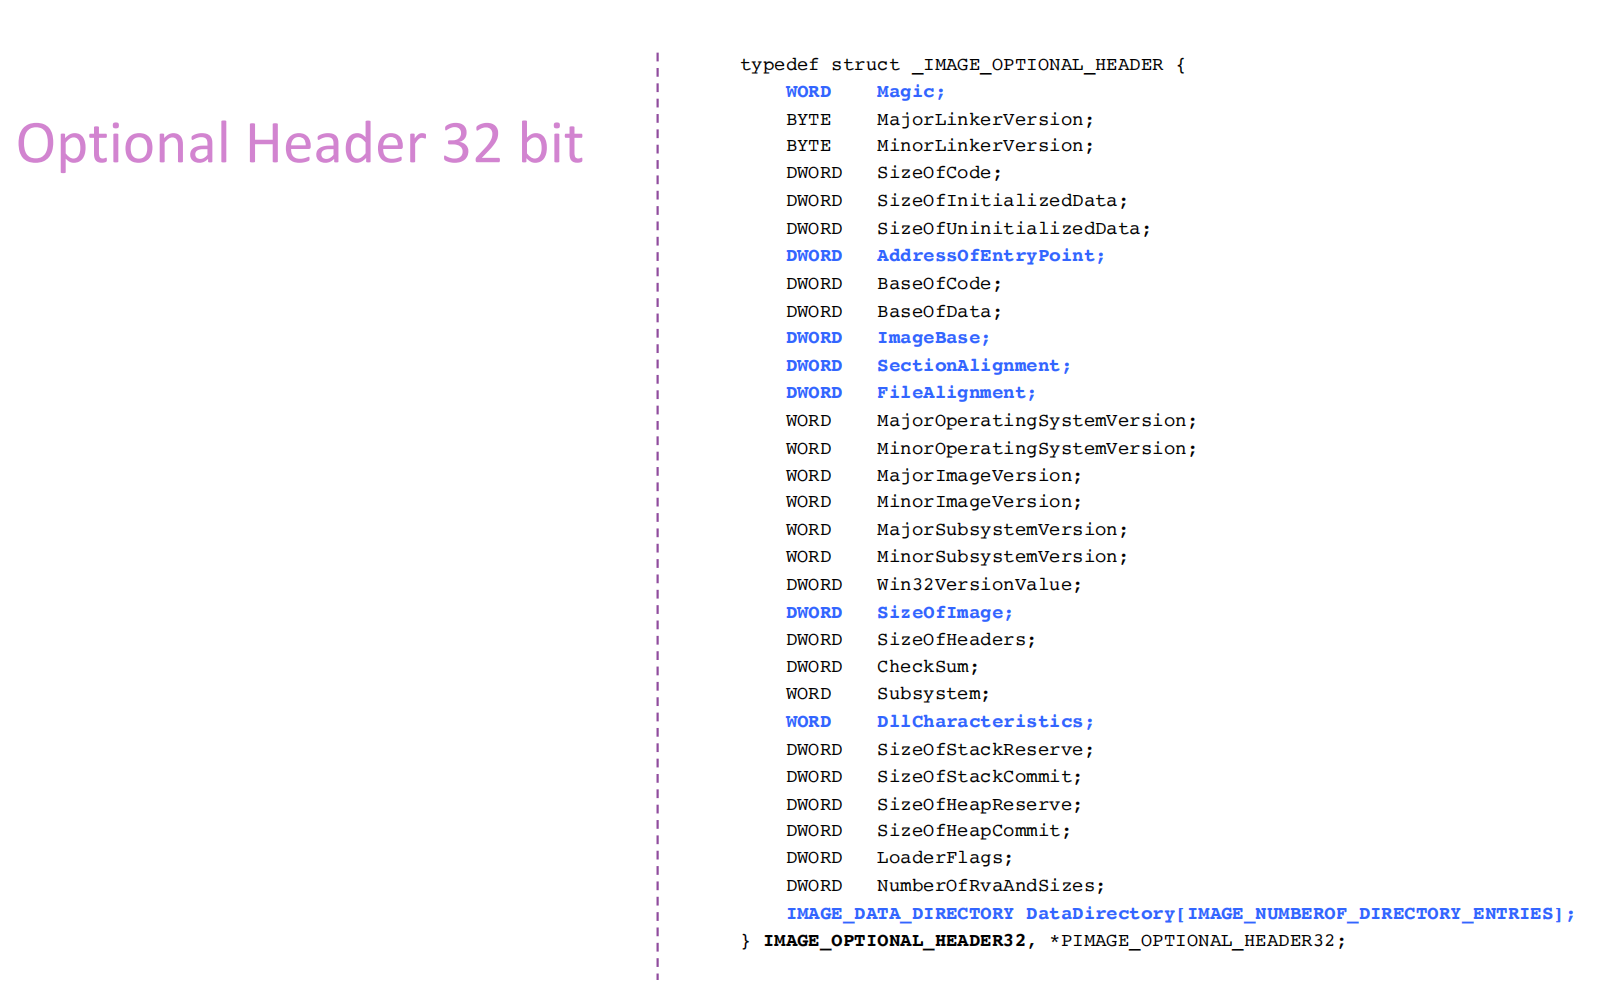 Optional Header 32 bit
typedef struct _IMAGE_OPTIONAL_HEADER {
WORD Magic;
BYTE MajorLinkerVersion;
BYTE MinorLinkerVersion;
DWORD SizeOfCode;
DWORD SizeOfInitializedData;
DWORD SizeOfUninitializedData;
DWORD AddressOfEntryPoint;
DWORD BaseOfCode;
DWORD BaseOfData;
DWORD ImageBase;
DWORD SectionAlignment;
DWORD FileAlignment;
WORD MajorOperatingSystemVersion;
WORD MinorOperatingSystemVersion;
WORD MajorImageVersion;
WORD MinorImageVersion;
WORD MajorSubsystemVersion;
WORD MinorSubsystemVersion;
DWORD Win32VersionValue;
DWORD SizeOfImage;
DWORD SizeOfHeaders;
DWORD CheckSum;
WORD Subsystem;
WORD DllCharacteristics;
DWORD SizeOfStackReserve;
DWORD SizeOfStackCommit;
DWORD SizeOfHeapReserve;
DWORD SizeOfHeapCommit;
DWORD LoaderFlags;
DWORD NumberOfRvaAndSizes;
IMAGE_DATA_DIRECTORY DataDirectory[IMAGE_NUMBEROF_DIRECTORY_ENTRIES];
} IMAGE_OPTIONAL_HEADER32, *PIMAGE_OPTIONAL_HEADER32;